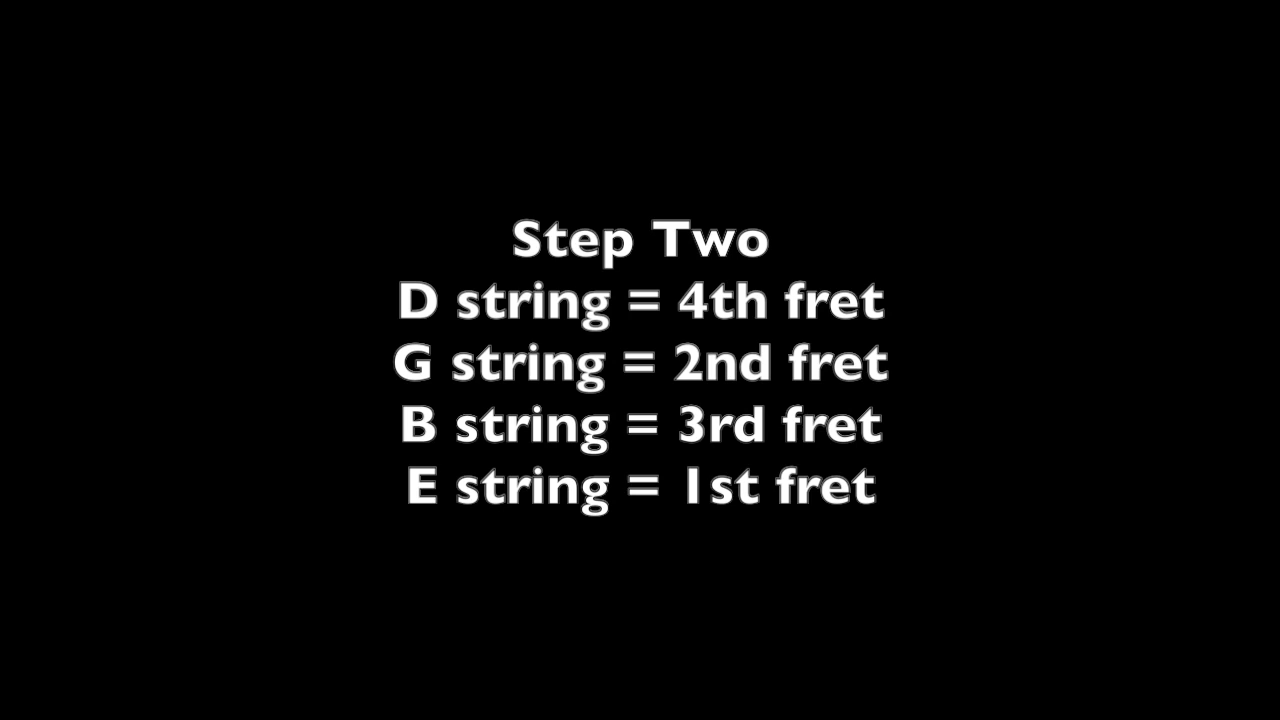 Step Two
D string = 4th fret
G string = 2nd fret
B string = 3rd fret
E string = 1st fret